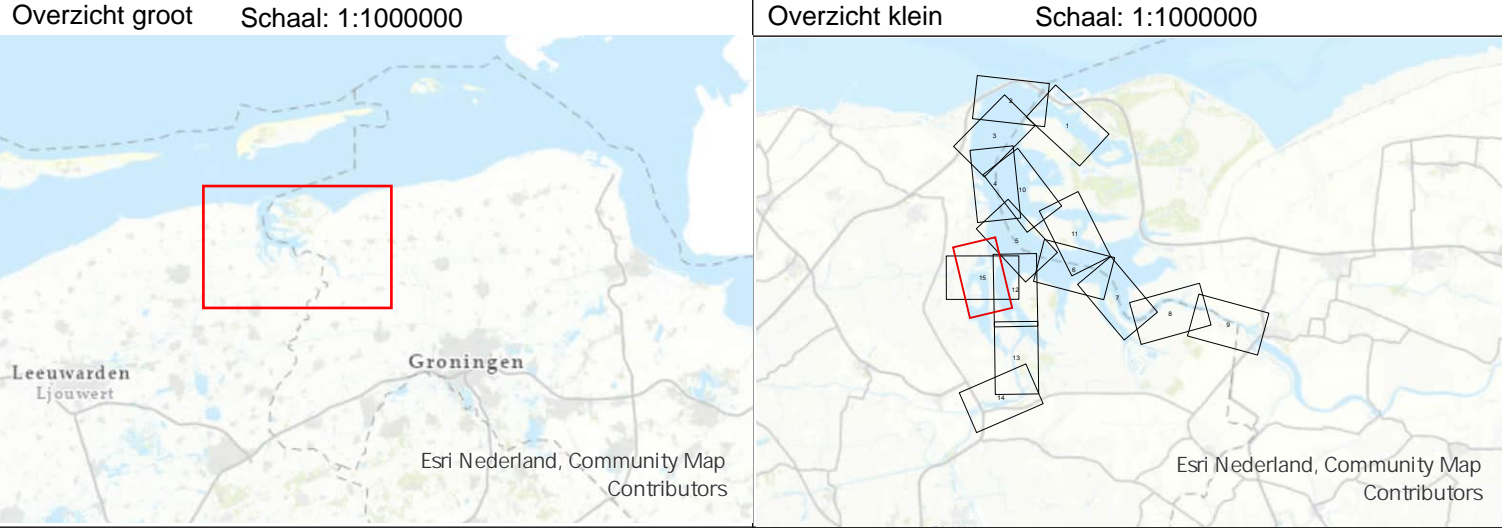 Overzicht groot Schaal: 1:1000000
Leeuwarden
Ljouwert
Groningen
Esri Nederland, Community Map
Contributors
Overzicht klein Schaal: 1:1000000
2
1
3
4
10
11
5
6
15
12
7
8
9
13
14
Esri Nederland, Community Map
Contributors